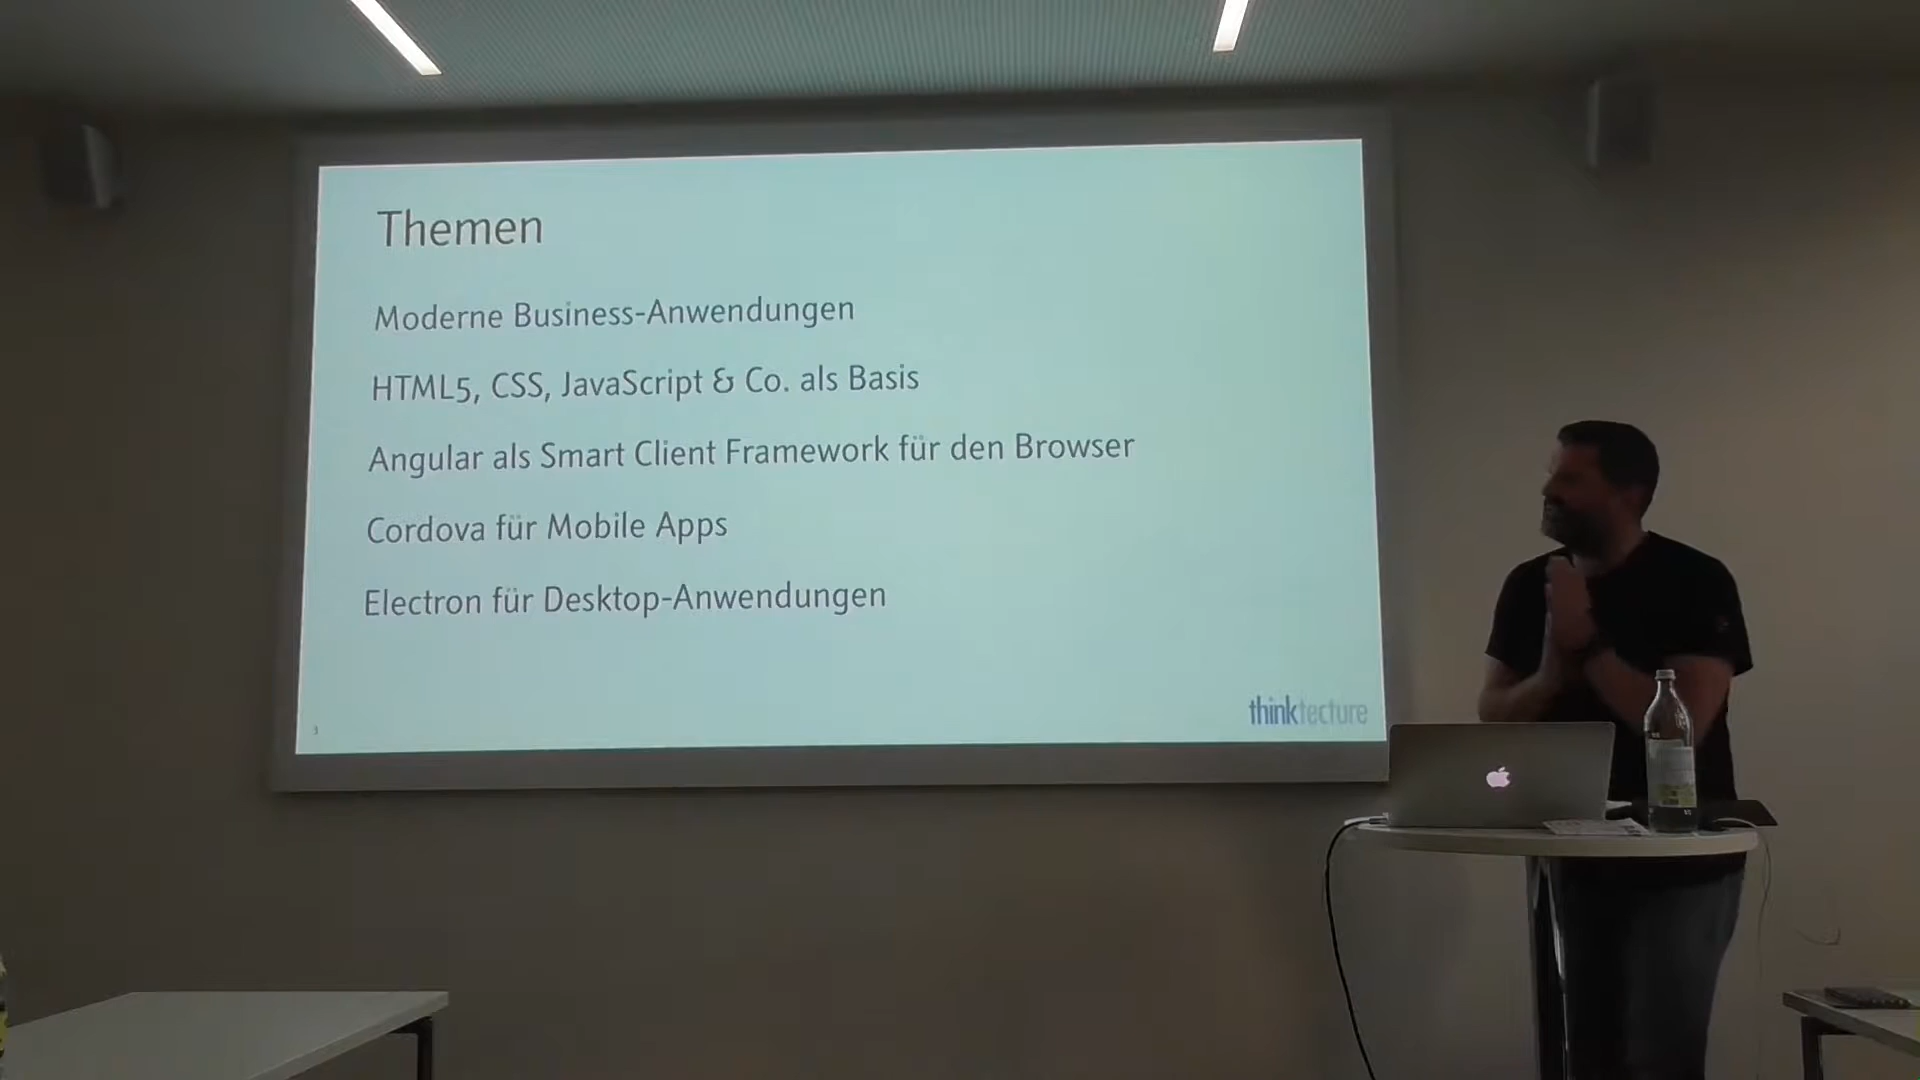 Themen
Moderne Business-Anwendungen
HTML5, CSS, JavaScript & Co. als Basis
Angular als Smart Client Framework für den Browser
Cordova für Mobile Apps
Electron für Desktop-Anwendungen
3
thinktecture